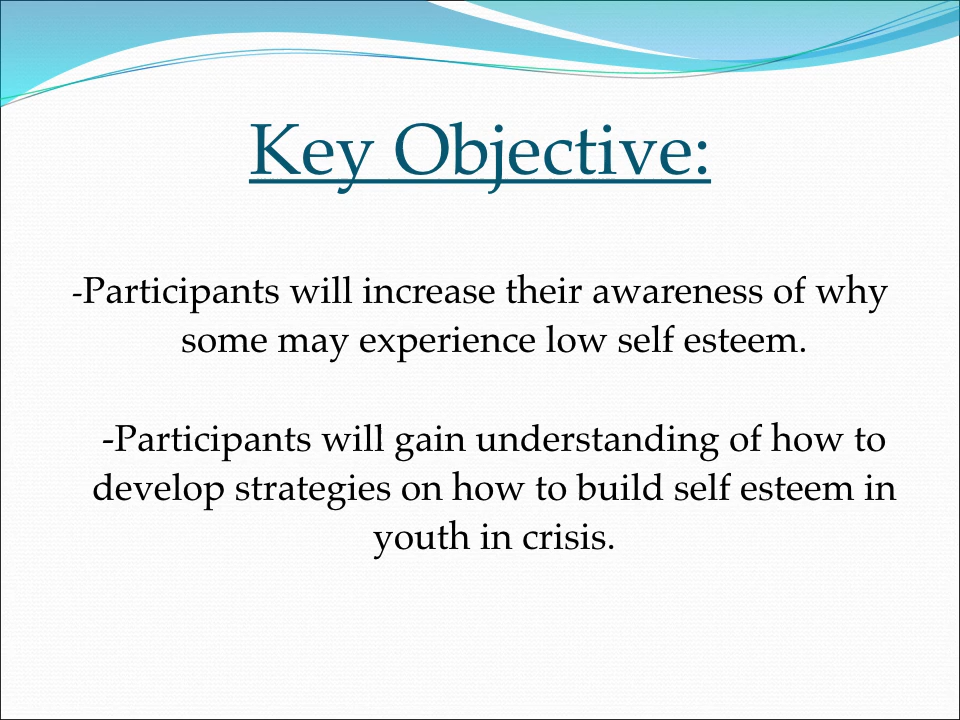 Key Objective:
-Participants will increase their awareness of why
some may experience low self esteem.
-Participants will gain understanding of how to
develop strategies on how to build self esteem in
youth in crisis.